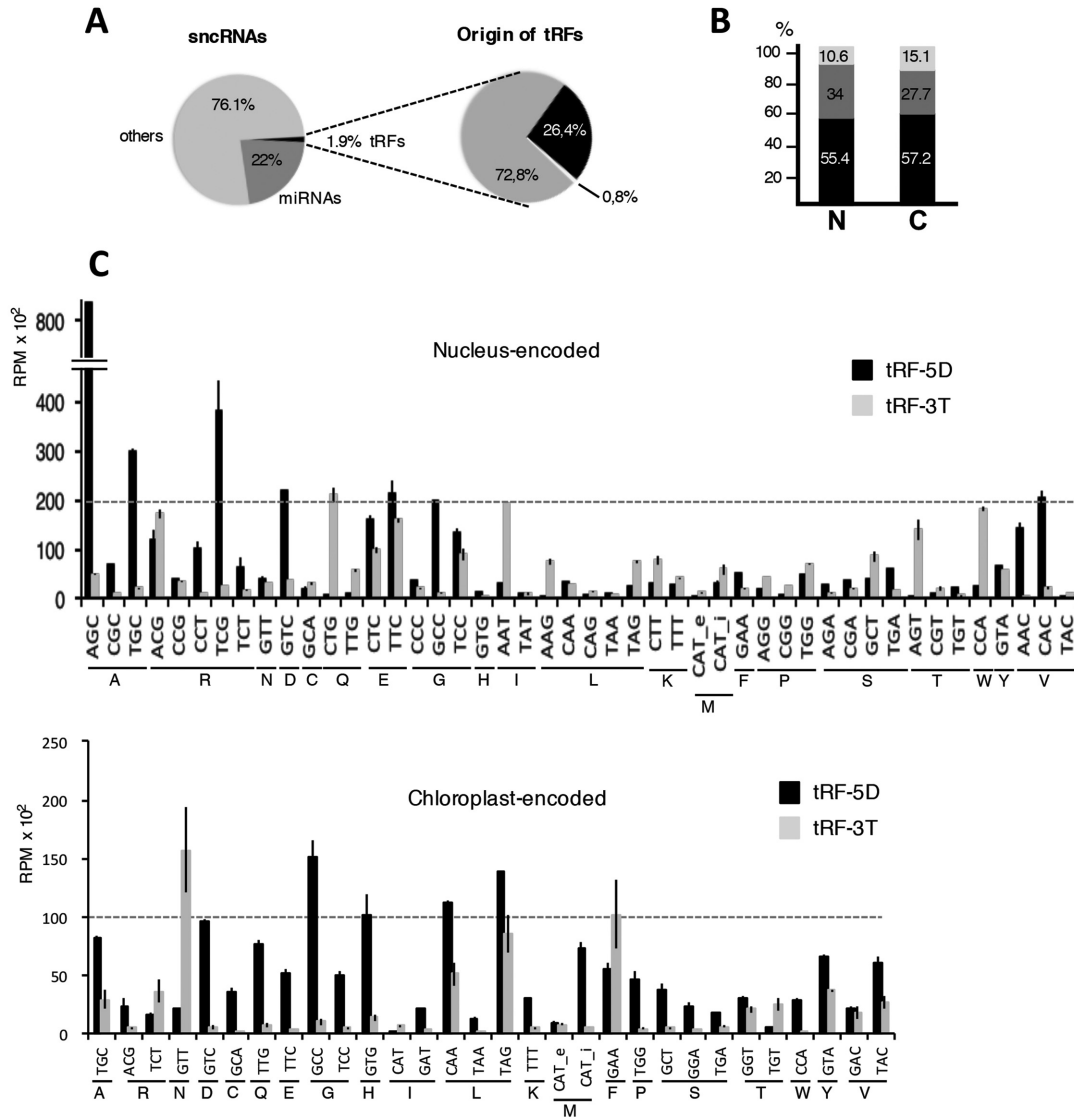 A
sncRNAs
76.1%
others
22%
miRNAs
1.9% tRFs
Origin of tRFs
26,4%
72,8%
0,8%
B
%
100
80
60
40
20
10.6
34
55.4
15.1
27.7
57.2
N C
C
RPM x 10²
800
400
300
200
100
0
Nucleus-encoded
tRF-5D
tRF-3T
AGC CGC TGC ACG CCG CCT TCG TCT GTT GTC GCA CTG TTG CTC TTC CCC GCC TCC GTG AAT TAT AAG CAA CAG TAA TAG CTT TTT CAT_e CAT_i GAA AGG CGG TGG AGA CGA GCT TGA AGT CGT TGT CCA GTA AAC CAC TAC
A R N D C Q E G H I L K M F P S T W Y V
RPM x 10²
250
200
150
100
50
0
Chloroplast-encoded
tRF-5D
tRF-3T
TGC ACG TCT GTT GTC GCA TTG TTC GCC TCC GTG CAT GAT CAA TAA TAG TTT CAT_e CAT_i GAA TGG GCT GGA TGA GGT TGT CCA GTA GAC TAC
A R N D C Q E G H I L K M F P S T W Y V